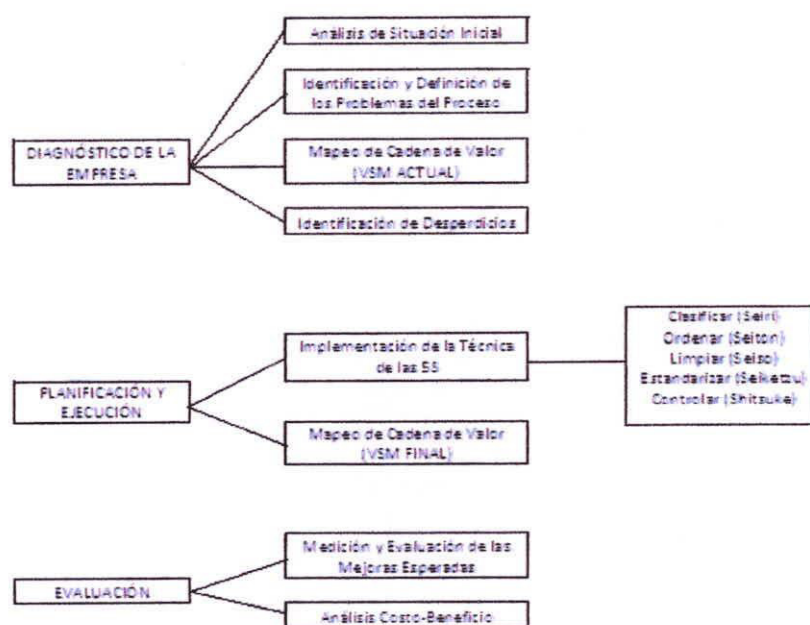 Análisis de Situación Inicial
Identificación y Definición de
los Problemas del Proceso
DIAGNÓSTICO DE LA
EMPRESA
Mapeo de Cadena de Valor
(VSM ACTUAL)
Identificación de Desperdicios
Implementación de la Técnica
de las 5S
Clasificar (Seiri)
Ordenar (Seiton)
Limpiar (Seiso)
Estandarizar (Seiketzu)
Controlar (Shitsuke)
PLANIFICACIÓN Y
EJECUCIÓN
Mapeo de Cadena de Valor
(VSM FINAL)
Medición y Evaluación de las
Mejoras Esperadas
EVALUACIÓN
Análisis Costo-Beneficio